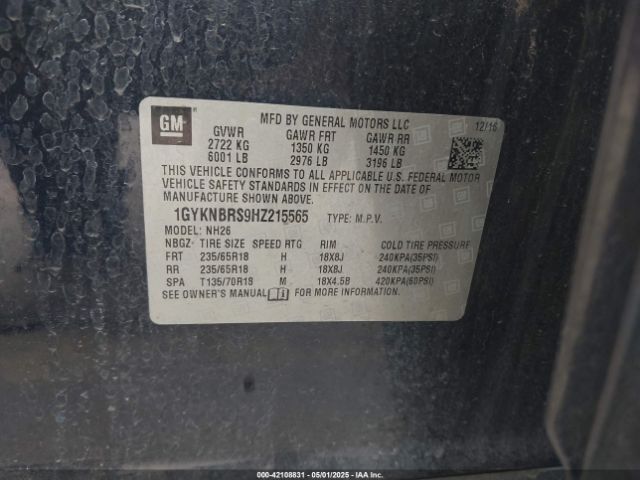 GM
MFD BY GENERAL MOTORS LLC
12/16
GVWR GAWR FRT GAWR RR
2722 KG 1350 KG 1450 KG
6001 LB 2976 LB 3196 LB
THIS VEHICLE CONFORMS TO ALL APPLICABLE U.S. FEDERAL MOTOR
VEHICLE SAFETY STANDARDS IN EFFECT ON THE DATE OF
MANUFACTURE SHOWN ABOVE.
1GYKNBRS9HZ215565 TYPE: M.P.V.
MODEL: NH26
NBGZ TIRE SIZE SPEED RTG RIM
FRT 235/65R18 H 18X8J 240KPA(35PSI)
RR 235/65R18 H 18X8J 240KPA(35PSI)
SPA T135/70R18 M 18X4.5B 420KPA(60PSI)
SEE OWNER'S MANUAL FOR MORE INFORMATION.
000-42108831 - 05/01/2025 - IAA, Inc.